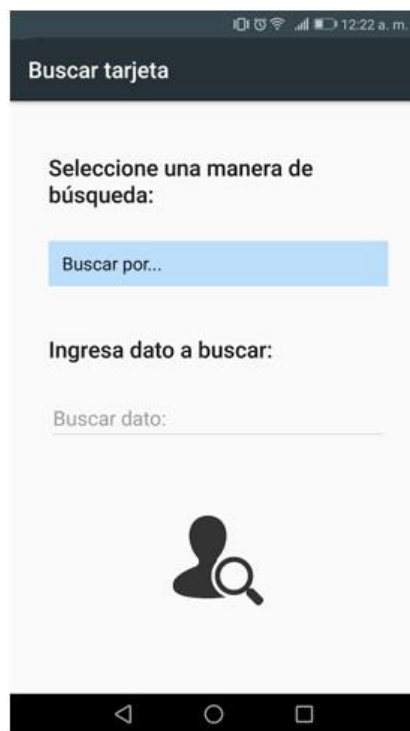 12:22 a. m.
Buscar tarjeta
Seleccione una manera de
búsqueda:
Buscar por...
Ingresa dato a buscar:
Buscar dato: